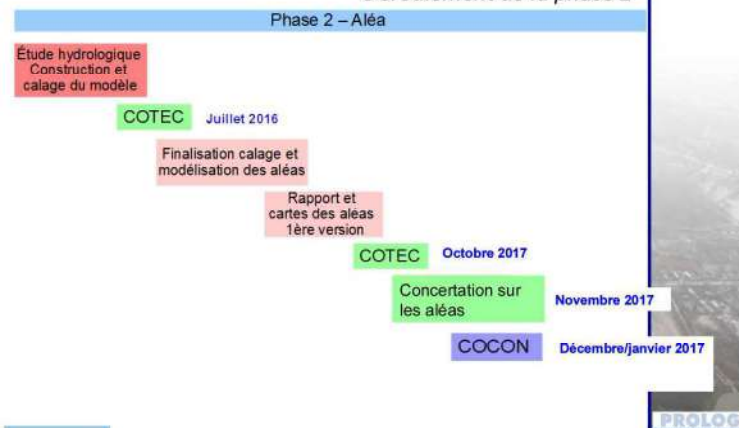 Phase 2 – Aléa
Étude hydrologique
Construction et
calage du modèle
COTEC Juillet 2016
Finalisation calage et
modélisation des aléas
Rapport et
cartes des aléas
1ère version
COTEC Octobre 2017
Concertation sur
les aléas
Novembre 2017
COCON Décembre/janvier 2017
PROLOG